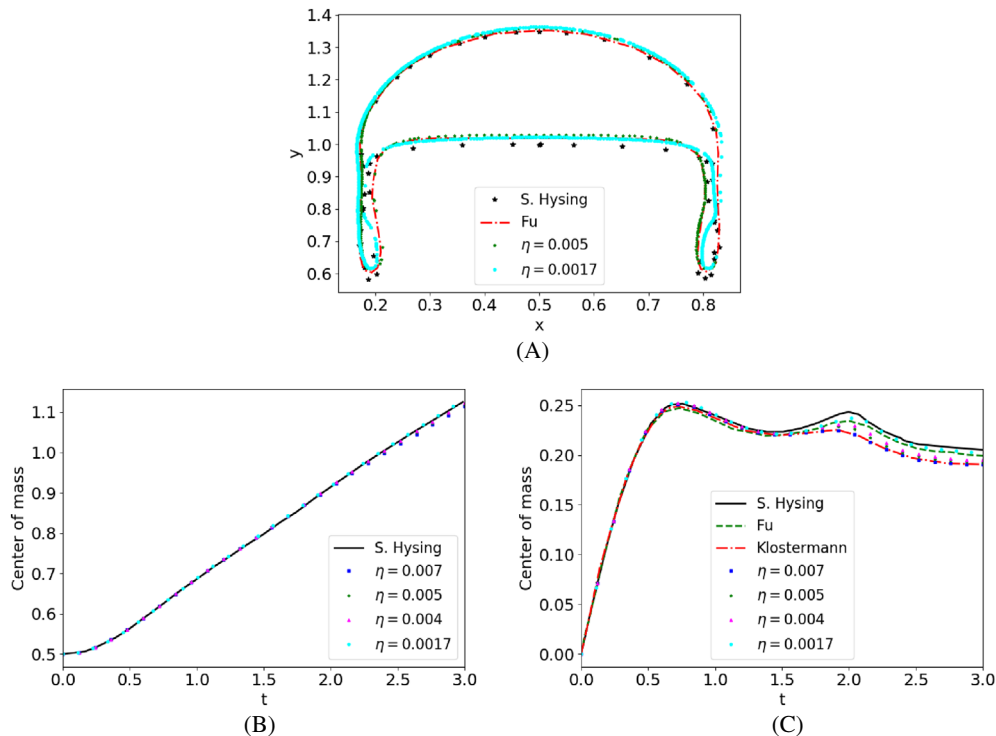 1.4
1.3
1.2
1.1
1.0
0.9
0.8
0.7
0.6
y
S. Hysing
Fu
η = 0.005
η = 0.0017
0.2 0.3 0.4 0.5 0.6 0.7 0.8
x
(A)
1.1
1.0
0.9
0.8
0.7
0.6
0.5
Center of mass
S. Hysing
η = 0.007
η = 0.005
η = 0.004
η = 0.0017
0.0 0.5 1.0 1.5 2.0 2.5 3.0
t
(B)
0.25
0.20
0.15
0.10
0.05
0.00
Center of mass
S. Hysing
Fu
Klostermann
η = 0.007
η = 0.005
η = 0.004
η = 0.0017
0.0 0.5 1.0 1.5 2.0 2.5 3.0
t
(C)